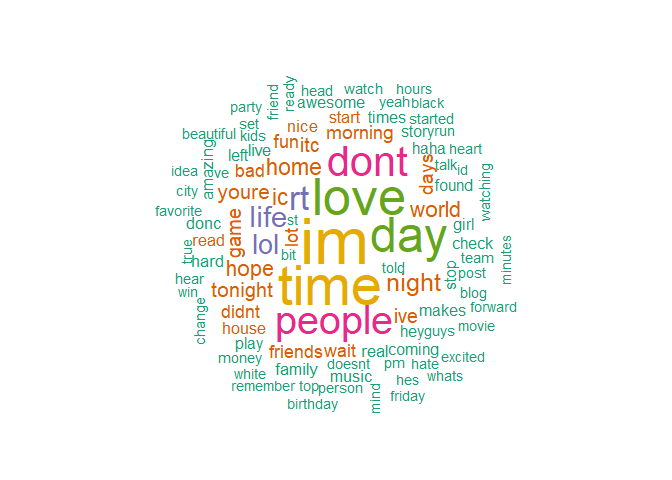 ready
friend
head
watch
hours
party
awesome
yeah
black
set
nice
start
times
started
beautiful
kids
fun
itc
morning
story
run
amazing
left
live
dont
haha
heart
idea
ve
bad
home
days
talk
id
watching
city
youre
ic
rt
love
found
favorite
donc
life
st
world
girl
true
read
game
lol
lot
im
day
check
hard
bit
told
team
minutes
hear
hope
time
night
stop
post
win
tonight
blog
change
didnt
people
ive
makes
forward
house
hey
guys
movie
play
friends
wait
real
coming
excited
money
family
doesnt
pm
hate
white
music
hes
whats
remember
top
person
mind
friday
birthday